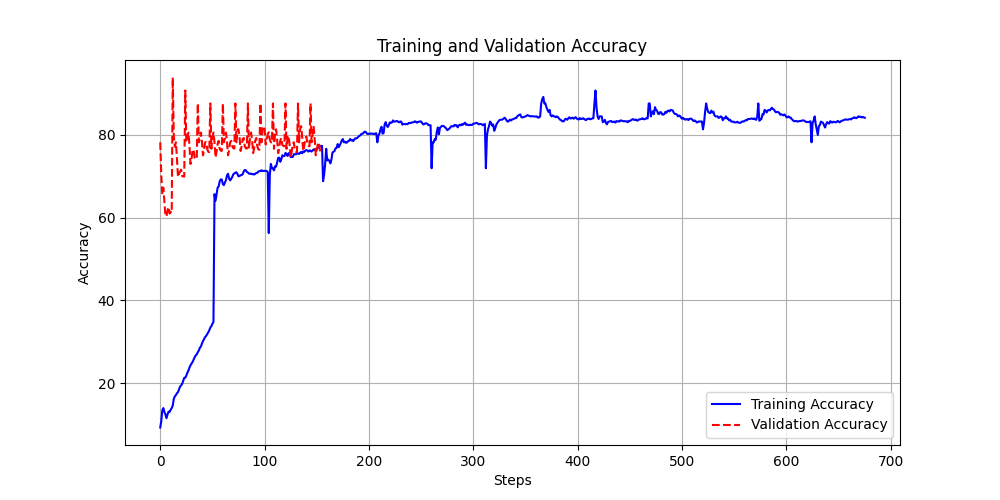 Training and Validation Accuracy
Accuracy
80
60
40
20
0 100 200 300 400 500 600 700
Steps
Training Accuracy
Validation Accuracy